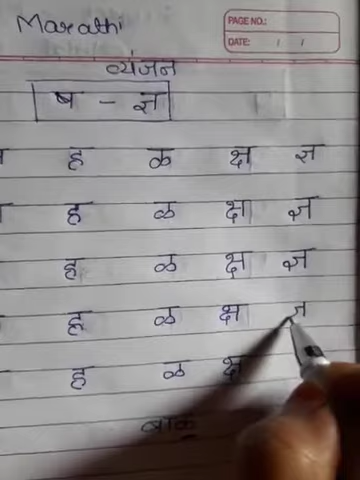 Marathi
PAGE NO.:
DATE: / /
व्यंजन
ष - ज्ञ
ह ळ क्ष ज्ञ
ह ळ क्ष ज्ञ
ह ळ क्ष ज्ञ
ह ळ क्ष
ह ळ क्ष